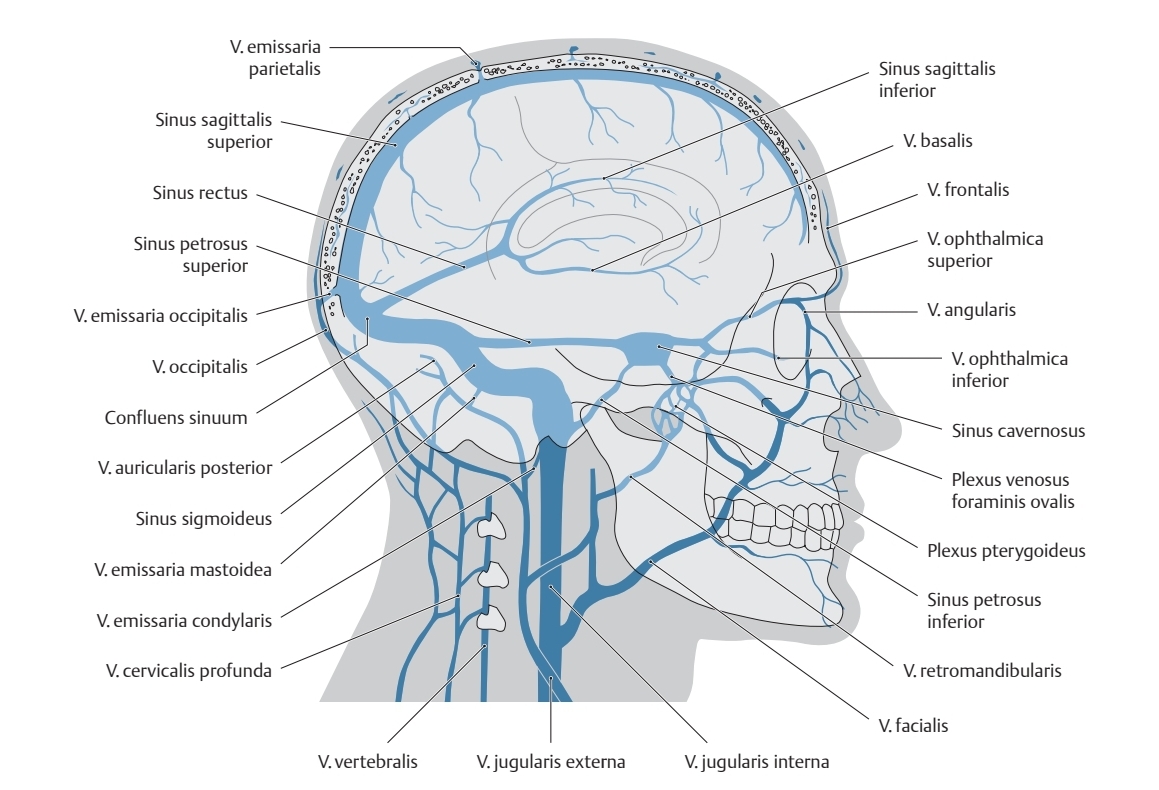 V. emissaria
parietalis
Sinus sagittalis
superior
Sinus rectus
Sinus petrosus
superior
V. emissaria occipitalis
V. occipitalis
Confluens sinuum
V. auricularis posterior
Sinus sigmoideus
V. emissaria mastoidea
V. emissaria condylaris
V. cervicalis profunda
V. vertebralis
V. jugularis externa
V. jugularis interna
Sinus sagittalis
inferior
V. basalis
V. frontalis
V. ophthalmica
superior
V. angularis
V. ophthalmica
inferior
Sinus cavernosus
Plexus venosus
foraminis ovalis
Plexus pterygoideus
Sinus petrosus
inferior
V. retromandibularis
V. facialis